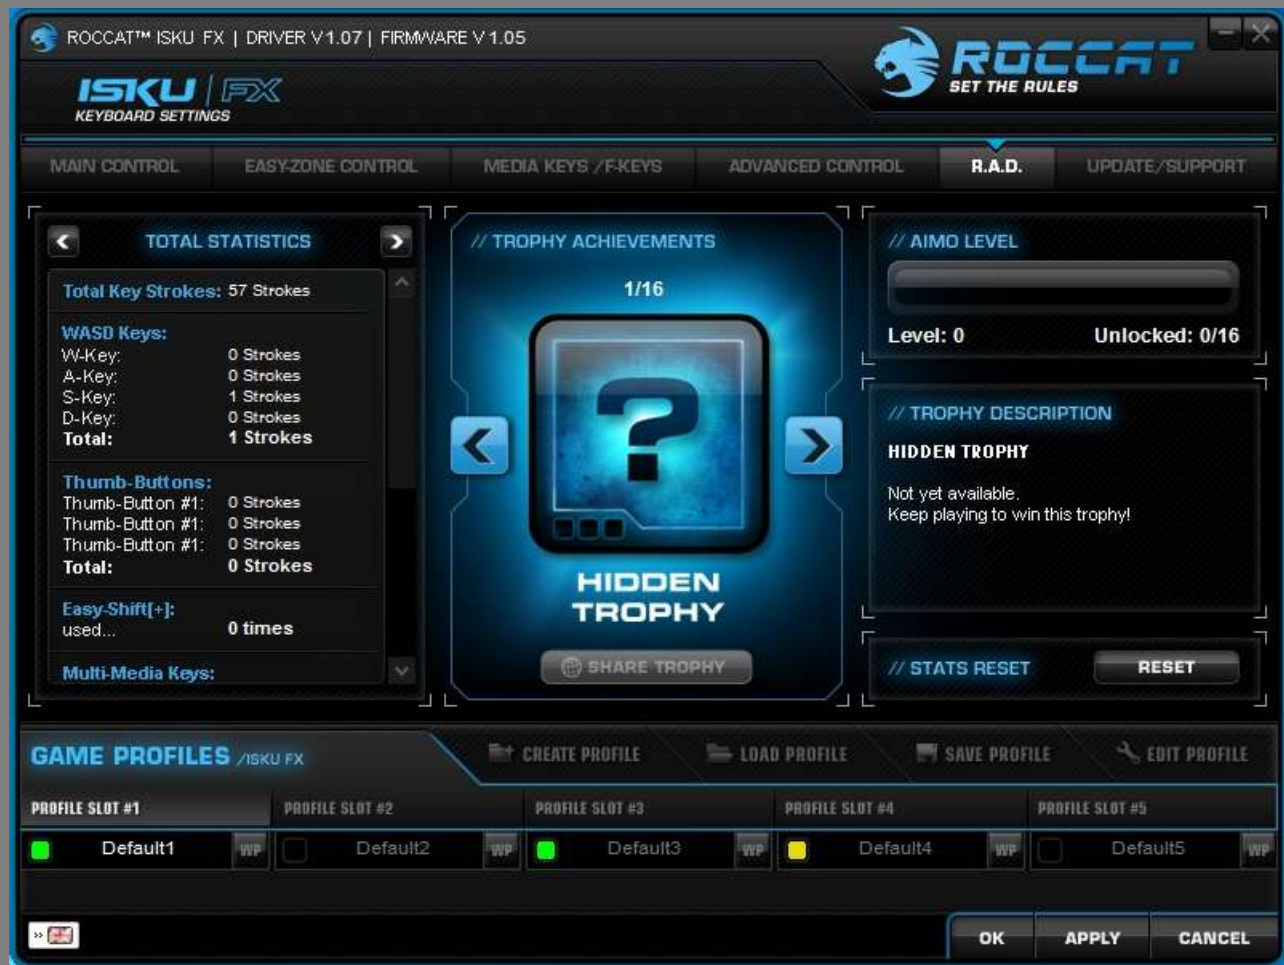 ROCCAT™ ISKU FX | DRIVER V 1.07 | FIRMWARE V 1.05
ROCCAT
SET THE RULES
ISKU | FX
KEYBOARD SETTINGS
MAIN CONTROL
EASY-ZONE CONTROL
MEDIA KEYS /F-KEYS
ADVANCED CONTROL
R.A.D.
UPDATE/SUPPORT
TOTAL STATISTICS
Total Key Strokes: 57 Strokes
WASD Keys:
W-Key: 0 Strokes
A-Key: 0 Strokes
S-Key: 1 Strokes
D-Key: 0 Strokes
Total: 1 Strokes
Thumb-Buttons:
Thumb-Button #1: 0 Strokes
Thumb-Button #1: 0 Strokes
Thumb-Button #1: 0 Strokes
Total: 0 Strokes
Easy-Shift[+]:
used... 0 times
Multi-Media Keys:
// TROPHY ACHIEVEMENTS
1/16
?
HIDDEN
TROPHY
SHARE TROPHY
// AIMO LEVEL
Level: 0 Unlocked: 0/16
// TROPHY DESCRIPTION
HIDDEN TROPHY
Not yet available.
Keep playing to win this trophy!
// STATS RESET
RESET
GAME PROFILES /ISKU FX
CREATE PROFILE
LOAD PROFILE
SAVE PROFILE
EDIT PROFILE
PROFILE SLOT #1
PROFILE SLOT #2
PROFILE SLOT #3
PROFILE SLOT #4
PROFILE SLOT #5
Default1 WP
Default2 WP
Default3 WP
Default4 WP
Default5 WP
OK
APPLY
CANCEL